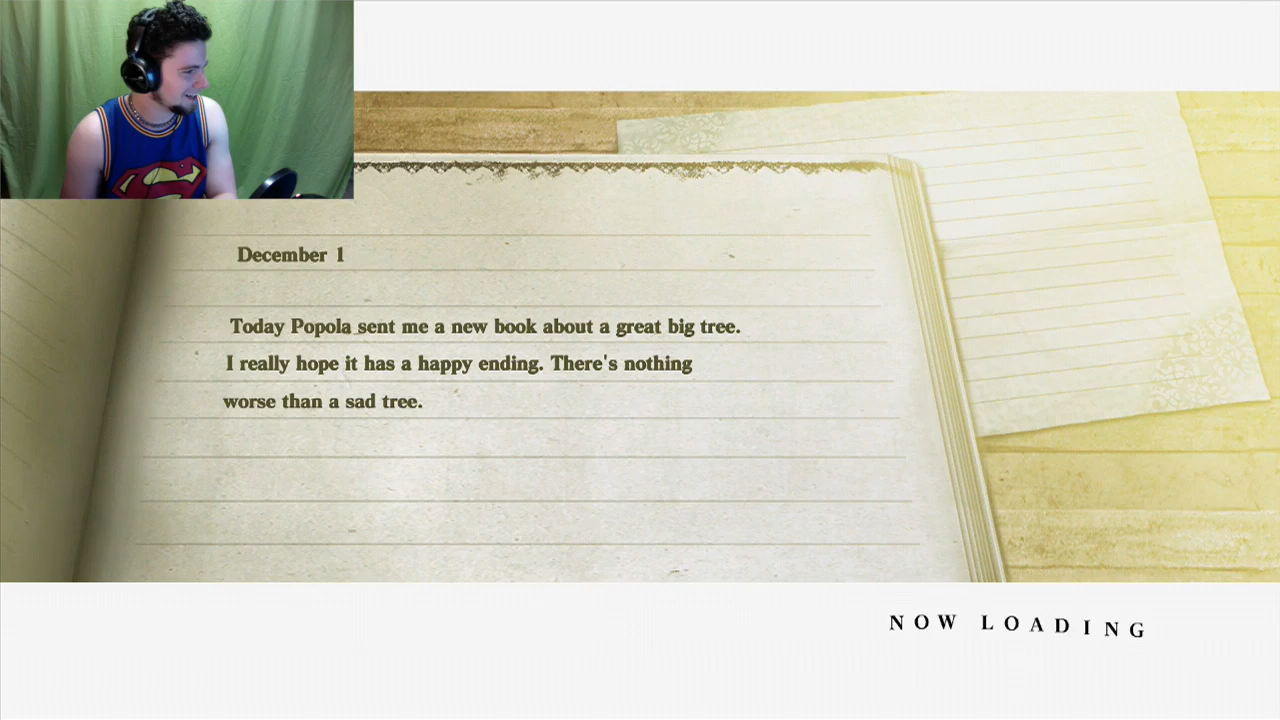 December 1
Today Popola sent me a new book about a great big tree.
I really hope it has a happy ending. There's nothing
worse than a sad tree.
NOW LOADING